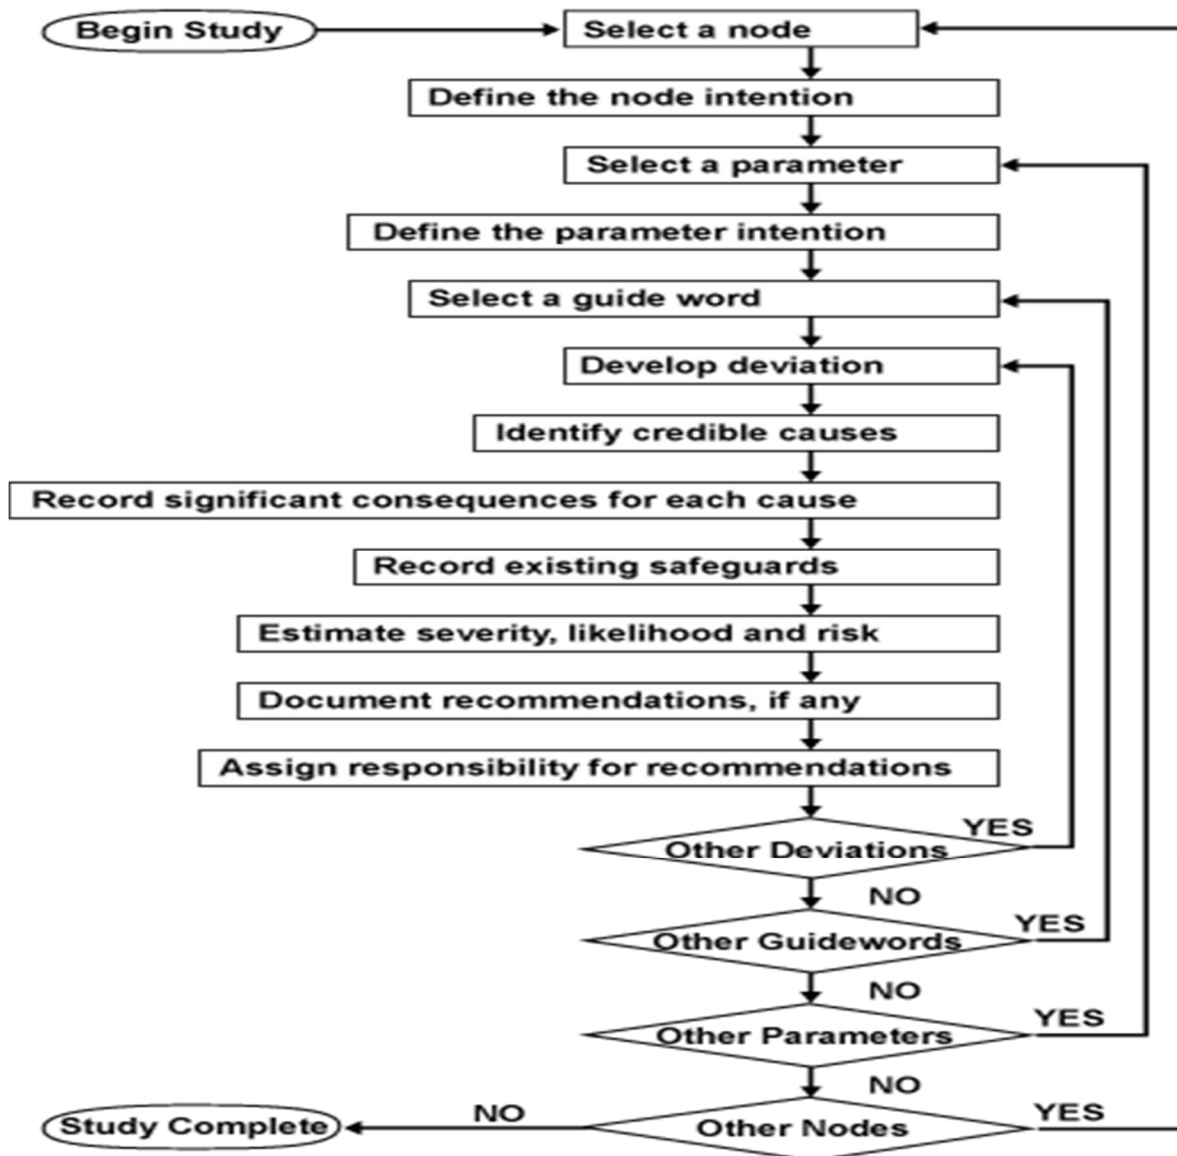 Begin Study
Select a node
Define the node intention
Select a parameter
Define the parameter intention
Select a guide word
Develop deviation
Identify credible causes
Record significant consequences for each cause
Record existing safeguards
Estimate severity, likelihood and risk
Document recommendations, if any
Assign responsibility for recommendations
YES
Other Deviations
NO
YES
Other Guidewords
NO
YES
Other Parameters
NO
YES
Other Nodes
NO
Study Complete